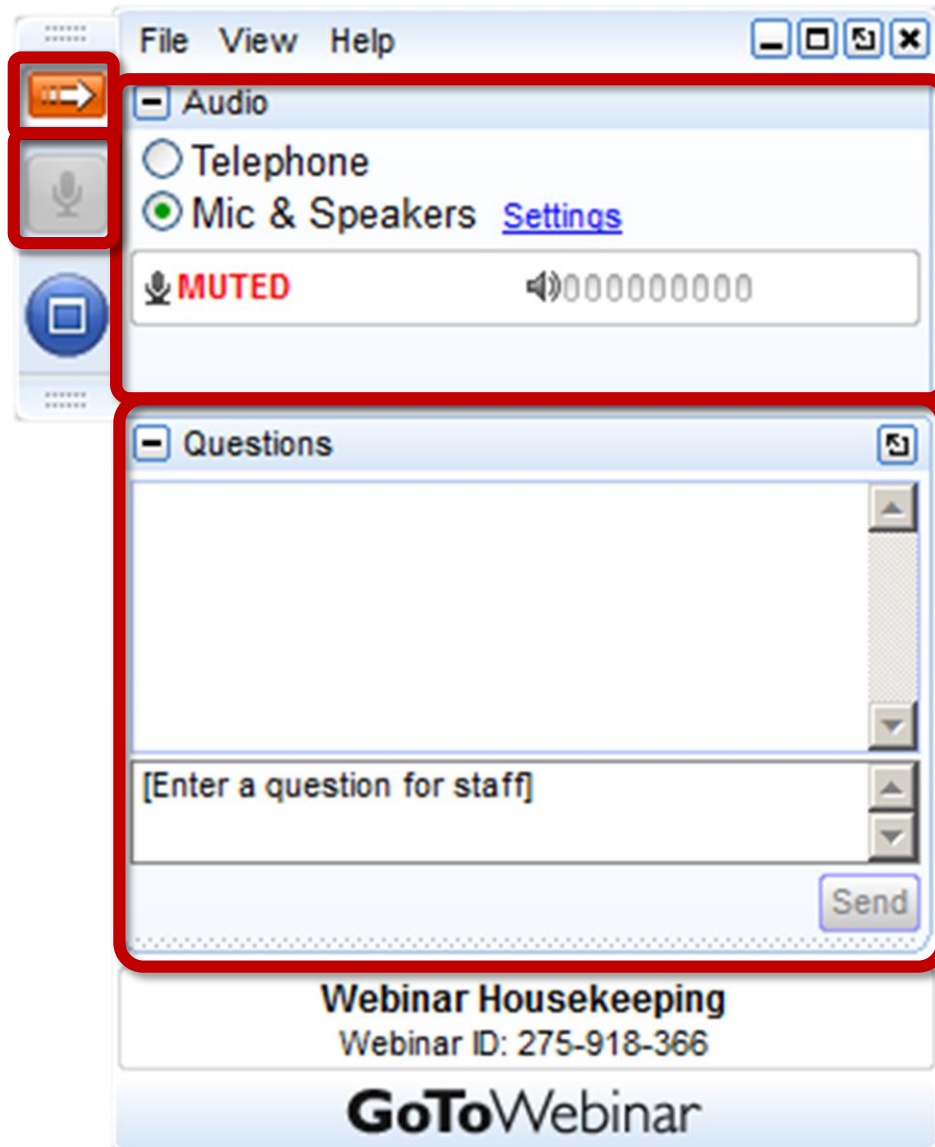 File View Help
Audio
Telephone
Mic & Speakers Settings
MUTED
Questions
[Enter a question for staff]
Send
Webinar Housekeeping
Webinar ID: 275-918-366
GoToWebinar